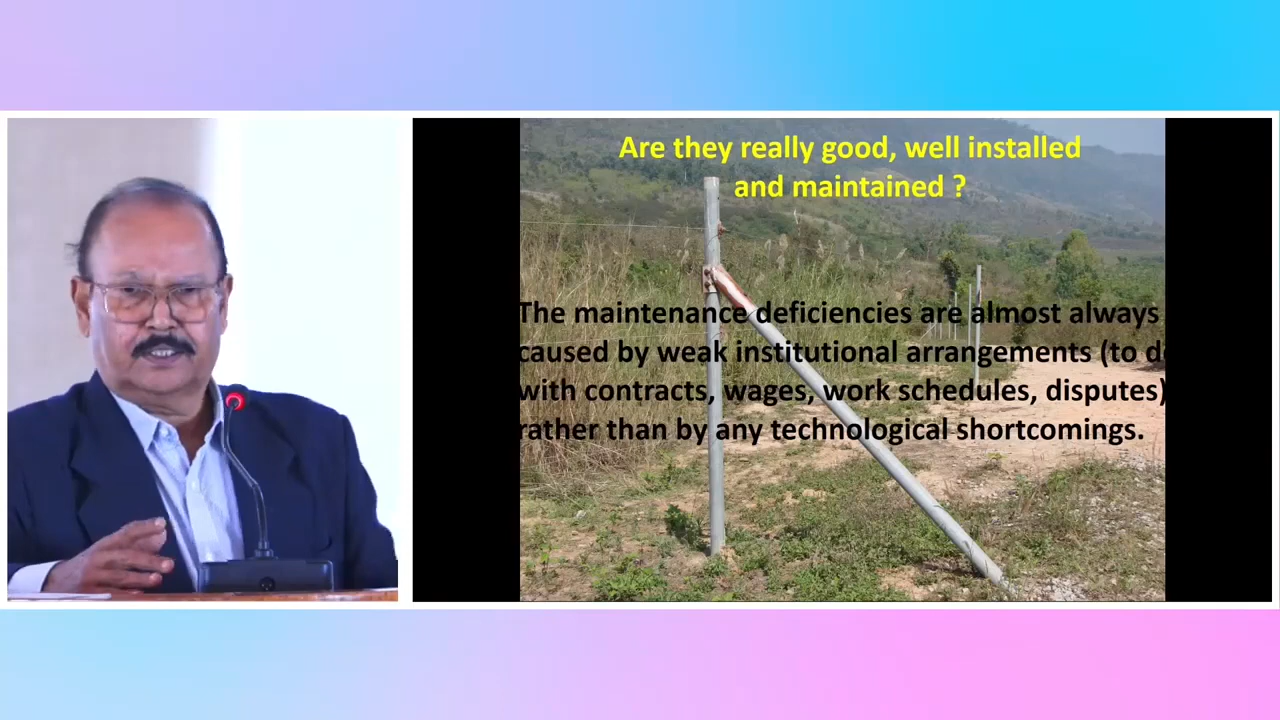 Are they really good, well installed
and maintained ?
The maintenance deficiencies are almost always
caused by weak institutional arrangements (to
with contracts, wages, work schedules, disputes)
rather than by any technological shortcomings.